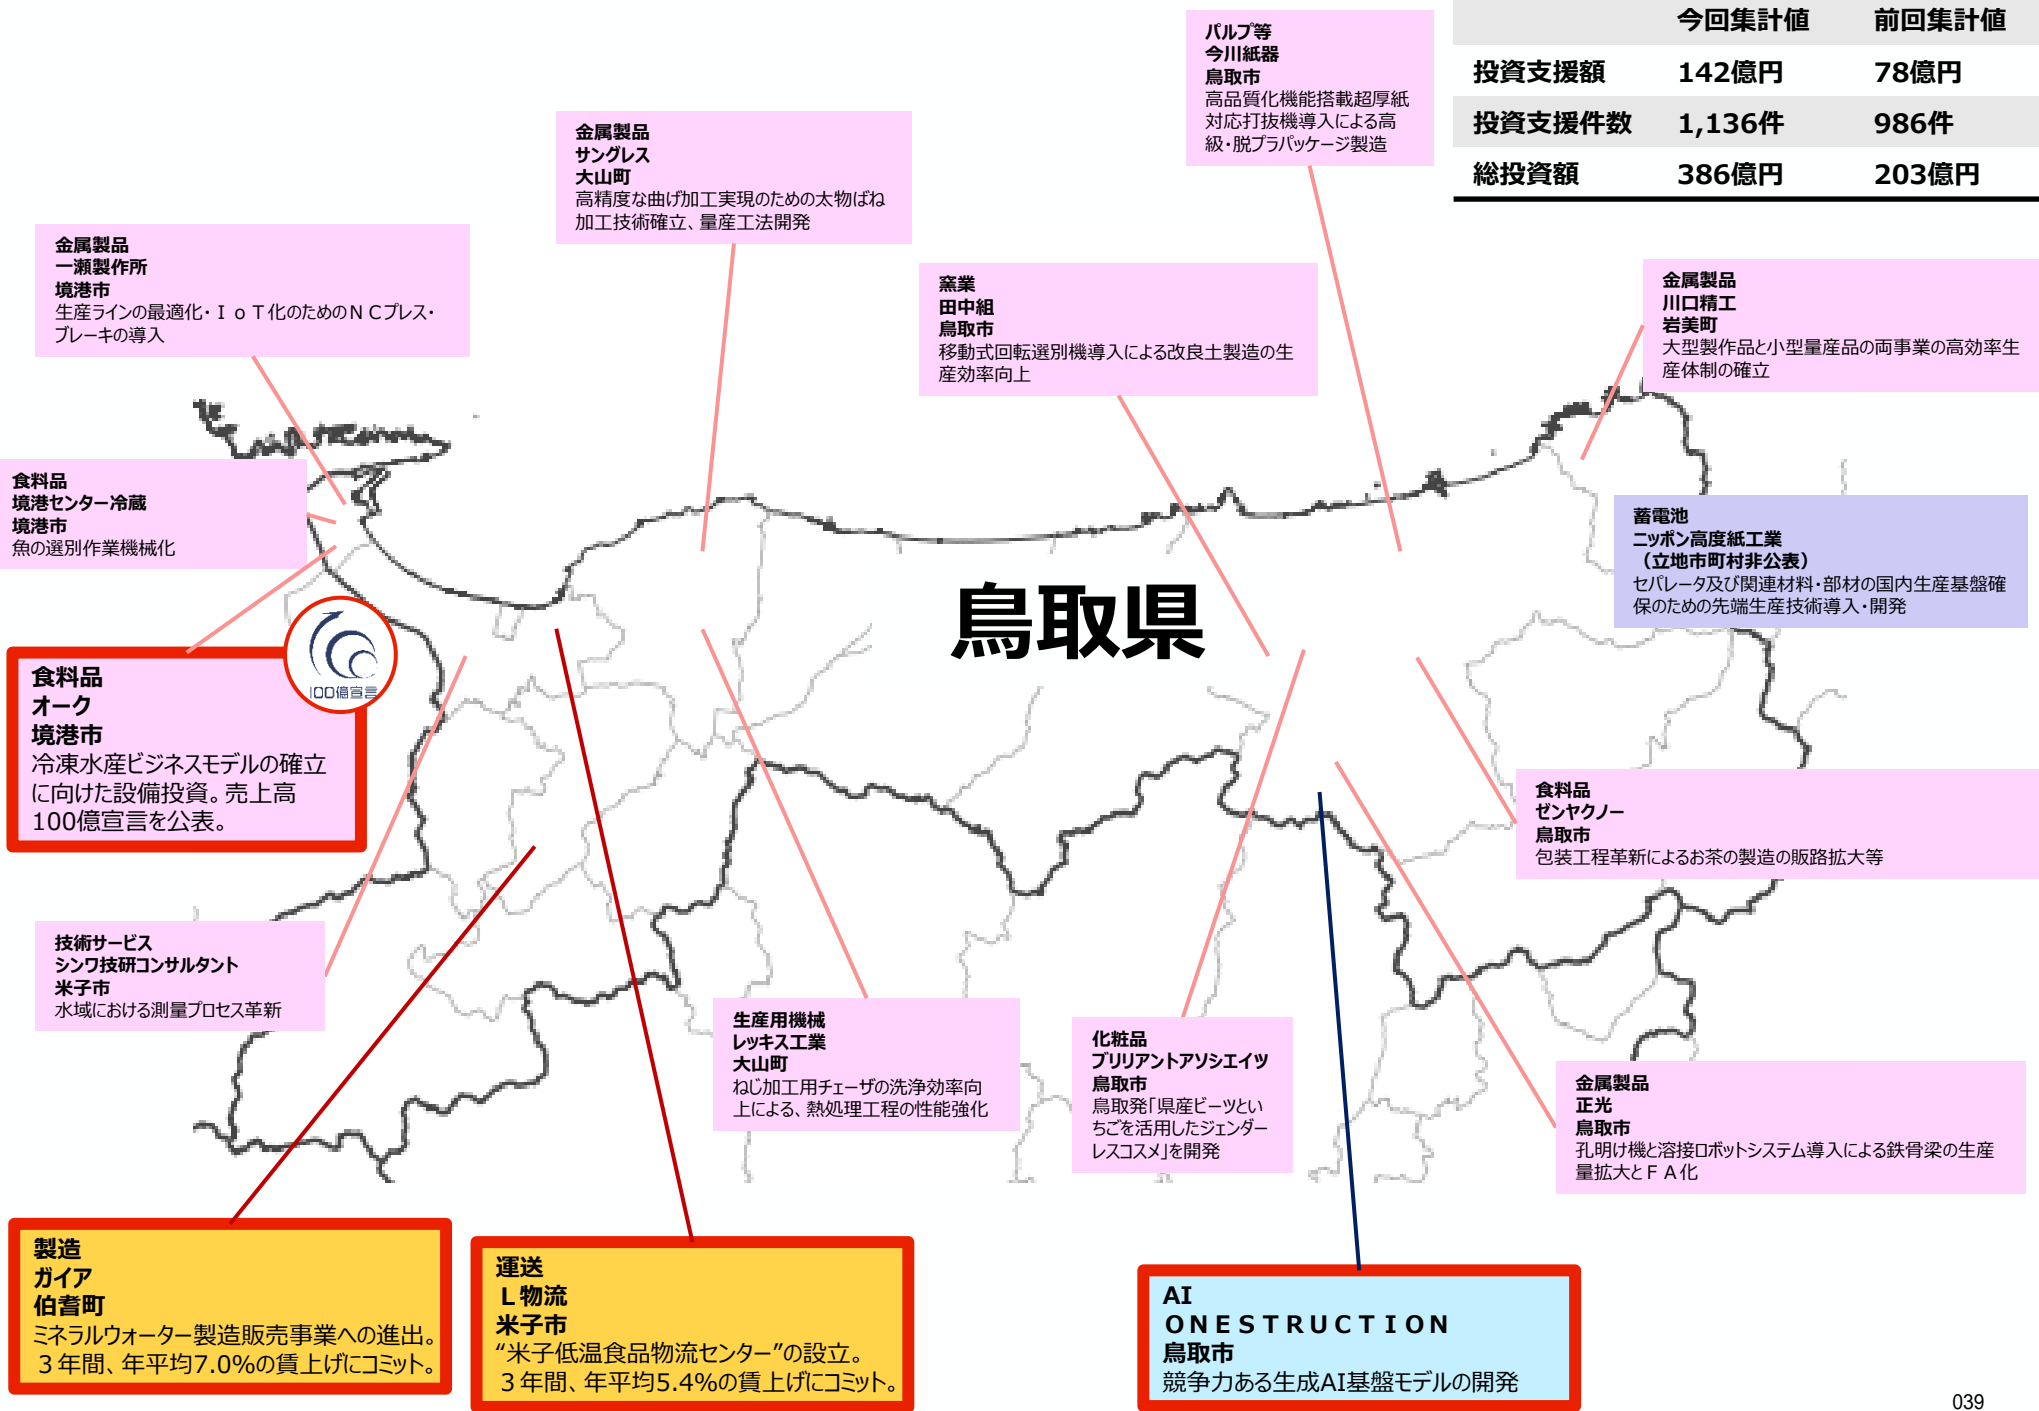 今回集計値 前回集計値
投資支援額 142億円 78億円
投資支援件数 1,136件 986件
総投資額 386億円 203億円
パルプ等
今川紙器
鳥取市
高品質化機能搭載超厚紙
対応打抜機導入による高
級・脱プラパッケージ製造
金属製品
サングレス
大山町
高精度な曲げ加工実現のための太物ばね
加工技術確立、量産工法開発
金属製品
一瀬製作所
境港市
生産ラインの最適化・ＩｏＴ化のためのＮＣプレス・
ブレーキの導入
窯業
田中組
鳥取市
移動式回転選別機導入による改良土製造の生
産効率向上
金属製品
川口精工
岩美町
大型製作品と小型量産品の両事業の高効率生
産体制の確立
食料品
境港センター冷蔵
境港市
魚の選別作業機械化
蓄電池
ニッポン高度紙工業
（立地市町村非公表）
セパレータ及び関連材料・部材の国内生産基盤確
保のための先端生産技術導入・開発
鳥取県
100億宣言
食料品
オーク
境港市
冷凍水産ビジネスモデルの確立
に向けた設備投資。売上高
100億宣言を公表。
食料品
ゼンヤクノー
鳥取市
包装工程革新によるお茶の製造の販路拡大等
技術サービス
シンワ技研コンサルタント
米子市
水域における測量プロセス革新
生産用機械
レッキス工業
大山町
ねじ加工用チェーザの洗浄効率向
上による、熱処理工程の性能強化
化粧品
ブリリアントアソシエイツ
鳥取市
鳥取発「県産ビーツとい
ちごを活用したジェンダー
レスコスメ」を開発
金属製品
正光
鳥取市
孔明け機と溶接ロボットシステム導入による鉄骨梁の生産
量拡大とＦＡ化
製造
ガイア
伯耆町
ミネラルウォーター製造販売事業への進出。
３年間、年平均7.0%の賃上げにコミット。
運送
Ｌ物流
米子市
“米子低温食品物流センター”の設立。
３年間、年平均5.4%の賃上げにコミット。
AI
ＯＮＥＳＴＲＵＣＴＩＯＮ
鳥取市
競争力ある生成AI基盤モデルの開発
039